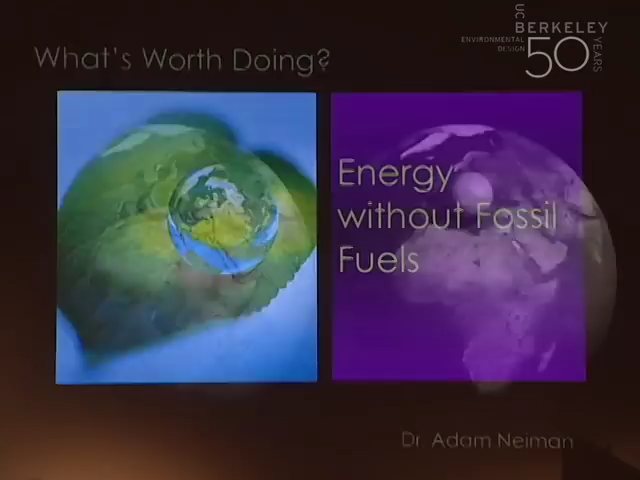 What's Worth Doing?
UC
BERKELEY
ENVIRONMENTAL
DESIGN
50
YEARS
Energy
without Fossil
Fuels
Dr. Adam Neiman